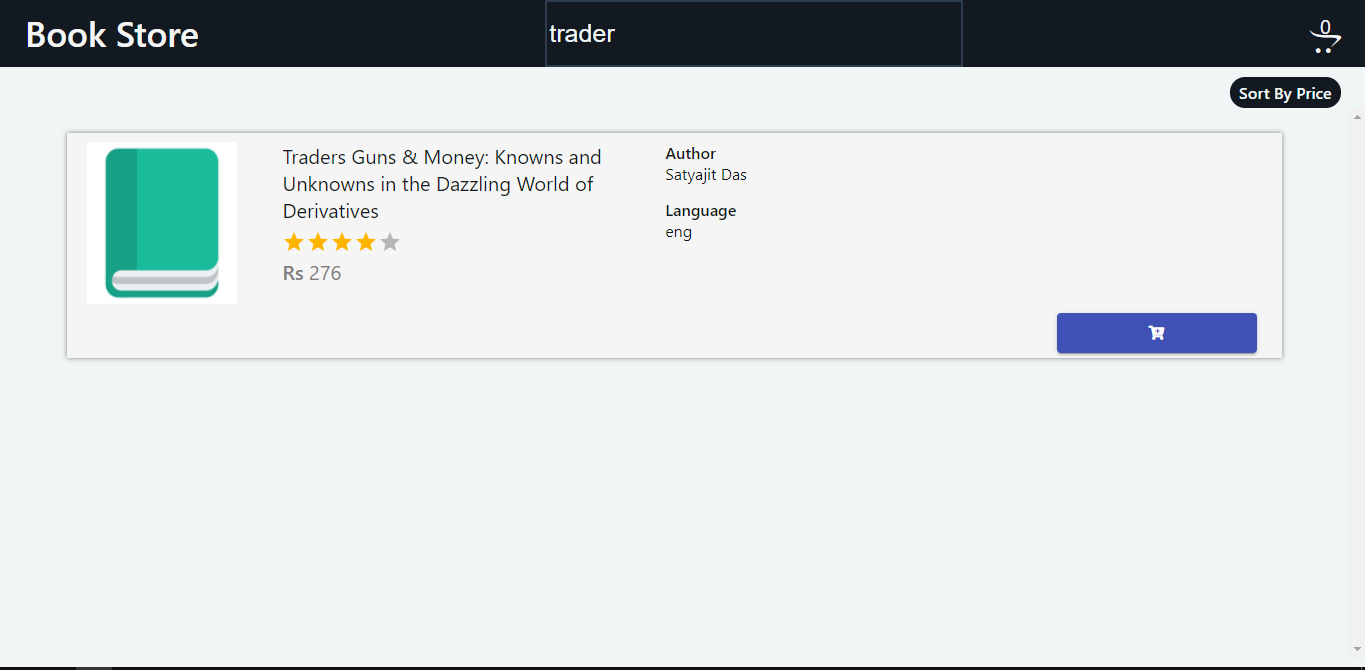 Book Store
trader
0
Sort By Price
Traders Guns & Money: Knowns and
Unknowns in the Dazzling World of
Derivatives
Rs 276
Author
Satyajit Das
Language
eng